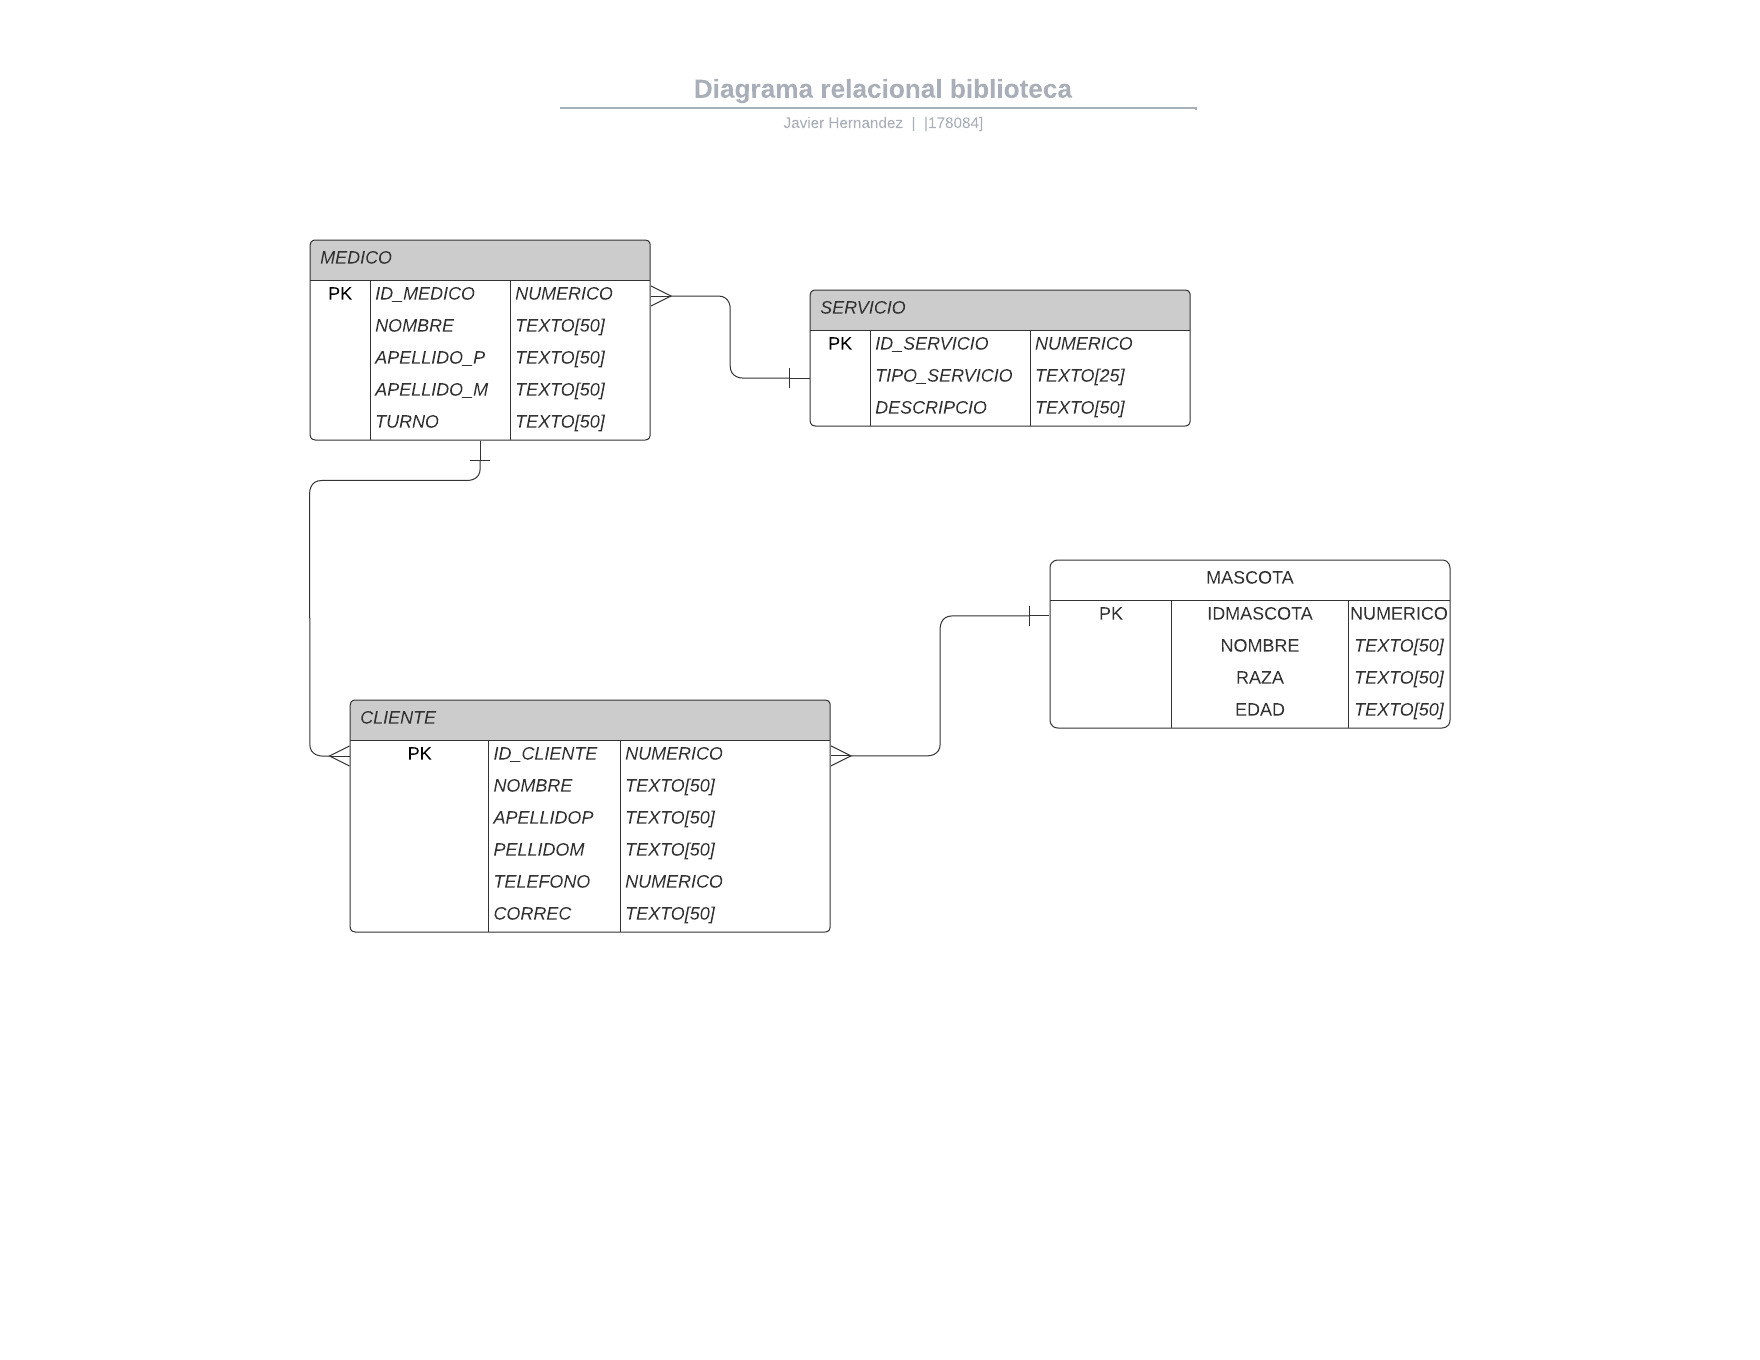 Diagrama relacional biblioteca
Javier Hernandez | |178084]
MEDICO
PK ID_MEDICO NUMERICO
NOMBRE TEXTO[50]
APELLIDO_P TEXTO[50]
APELLIDO_M TEXTO[50]
TURNO TEXTO[50]
SERVICIO
PK ID_SERVICIO NUMERICO
TIPO_SERVICIO TEXTO[25]
DESCRIPCIO TEXTO[50]
MASCOTA
PK IDMASCOTA NUMERICO
NOMBRE TEXTO[50]
RAZA TEXTO[50]
EDAD TEXTO[50]
CLIENTE
PK ID_CLIENTE NUMERICO
NOMBRE TEXTO[50]
APELLIDOP TEXTO[50]
PELLIDOM TEXTO[50]
TELEFONO NUMERICO
CORREC TEXTO[50]